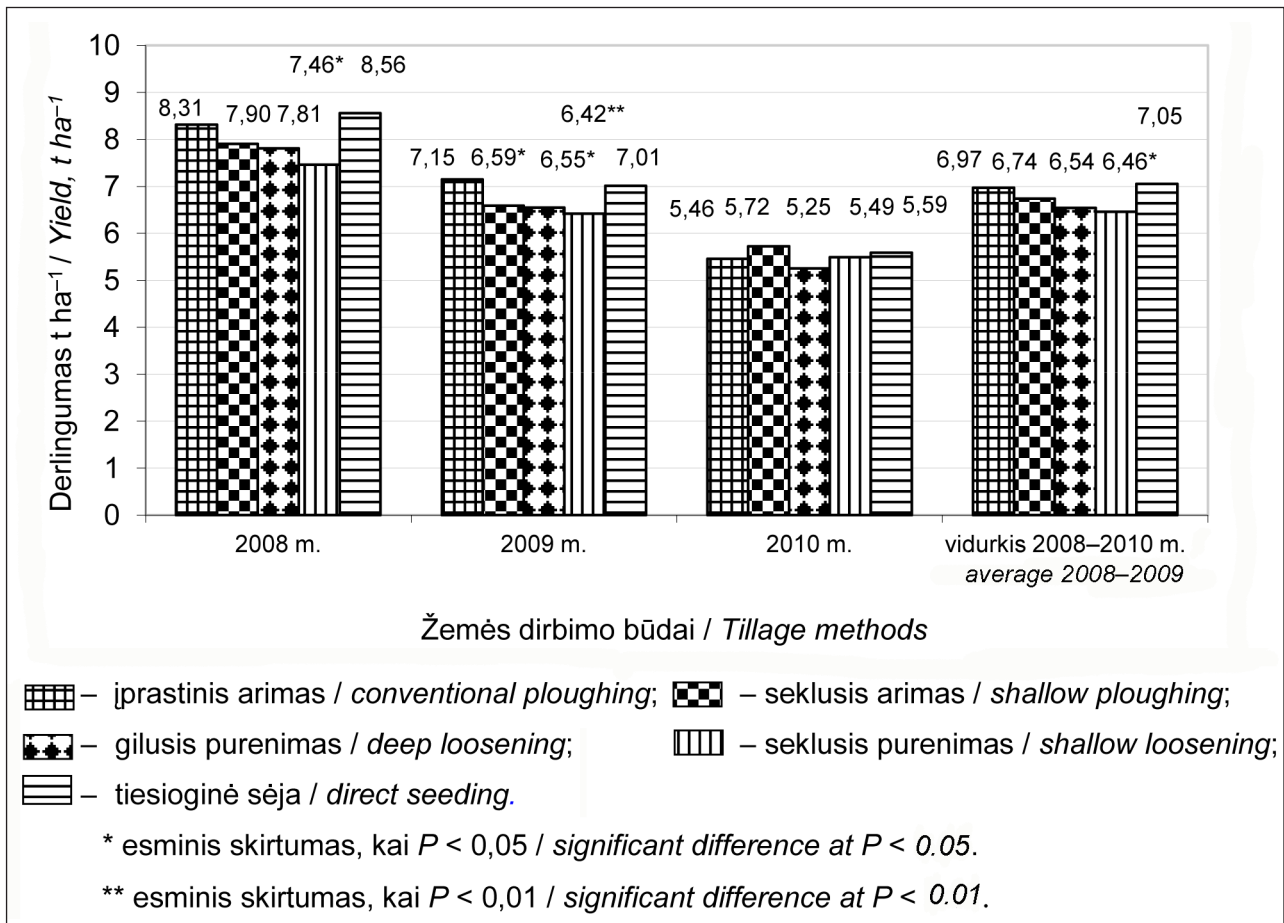 Derlingumas t ha⁻¹ / Yield, t ha⁻¹
10
9
8
7
6
5
4
3
2
1
0
8,31 7,90 7,81 7,46* 8,56
7,15 6,59* 6,55* 6,42** 7,01
5,46 5,72 5,25 5,49 5,59
6,97 6,74 6,54 6,46* 7,05
2008 m. 2009 m. 2010 m. vidurkis 2008–2010 m.
average 2008–2009
Žemės dirbimo būdai / Tillage methods
– įprastinis arimas / conventional ploughing; – seklusis arimas / shallow ploughing;
– gilusis purenimas / deep loosening; – seklusis purenimas / shallow loosening;
– tiesioginė sėja / direct seeding.
* esminis skirtumas, kai P < 0,05 / significant difference at P < 0.05.
** esminis skirtumas, kai P < 0,01 / significant difference at P < 0.01.